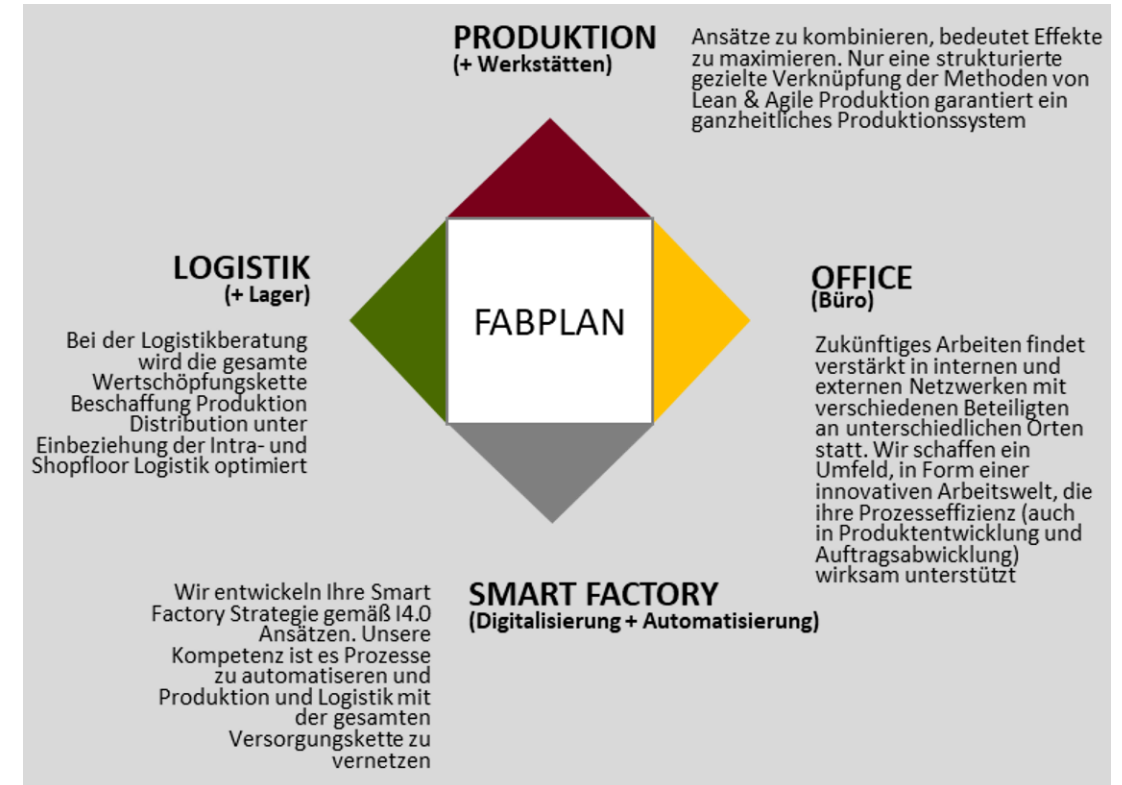 PRODUKTION
(+ Werkstätten)
Ansätze zu kombinieren, bedeutet Effekte
zu maximieren. Nur eine strukturierte
gezielte Verknüpfung der Methoden von
Lean & Agile Produktion garantiert ein
ganzheitliches Produktionssystem
LOGISTIK
(+ Lager)
Bei der Logistikberatung
wird die gesamte
Wertschöpfungskette
Beschaffung Produktion
Distribution unter
Einbeziehung der Intra- und
Shopfloor Logistik optimiert
FABPLAN
OFFICE
(Büro)
Zukünftiges Arbeiten findet
verstärkt in internen und
externen Netzwerken mit
verschiedenen Beteiligten
an unterschiedlichen Orten
statt. Wir schaffen ein
Umfeld, in Form einer
innovativen Arbeitswelt, die
ihre Prozesseffizienz (auch
in Produktentwicklung und
Auftragsabwicklung)
wirksam unterstützt
Wir entwickeln Ihre Smart
Factory Strategie gemäß I4.0
Ansätzen. Unsere
Kompetenz ist es Prozesse
zu automatiseren und
Produktion und Logistik mit
der gesamten
Versorgungskette zu
vernetzen
SMART FACTORY
(Digitalisierung + Automatisierung)